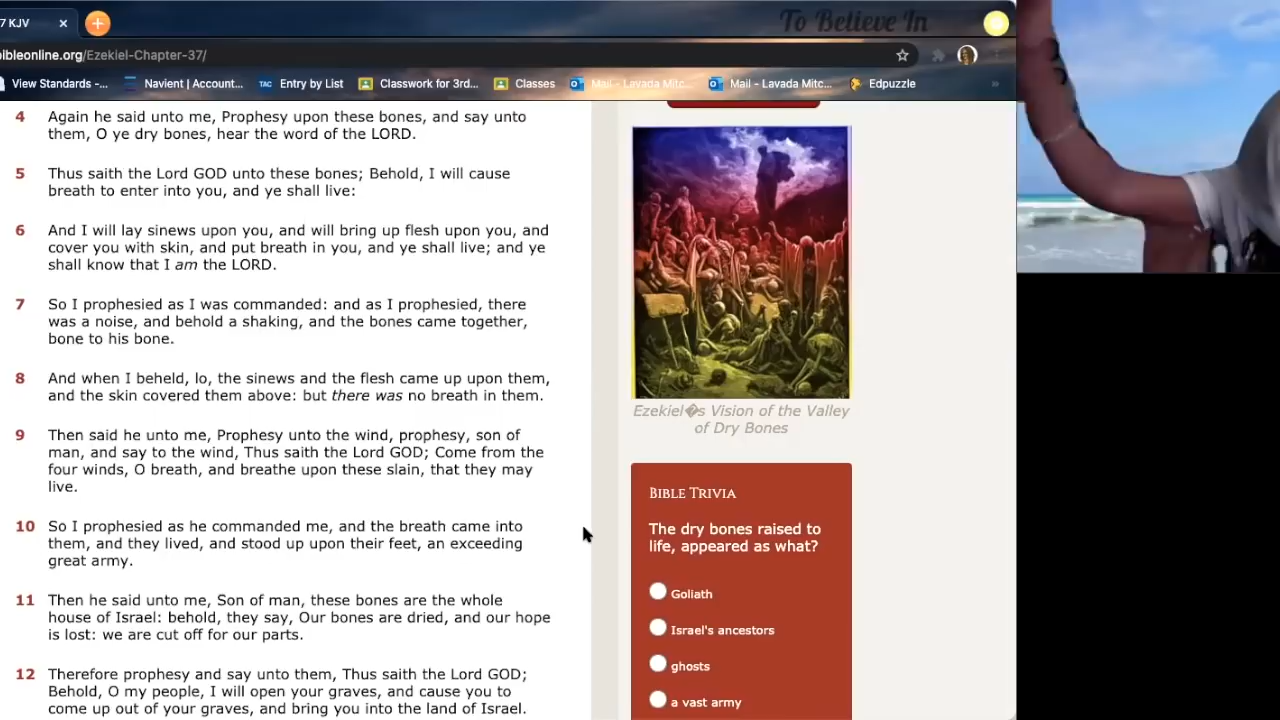 To Believe In
7 KJV
ibleonline.org/Ezekiel-Chapter-37/
View Standards -... Navient | Account... TAC Entry by List Classwork for 3rd... Classes Mail - Lavada Mitc... Mail - Lavada Mitc... Edpuzzle »
4 Again he said unto me, Prophesy upon these bones, and say unto
them, O ye dry bones, hear the word of the LORD.
5 Thus saith the Lord GOD unto these bones; Behold, I will cause
breath to enter into you, and ye shall live:
6 And I will lay sinews upon you, and will bring up flesh upon you, and
cover you with skin, and put breath in you, and ye shall live; and ye
shall know that I am the LORD.
7 So I prophesied as I was commanded: and as I prophesied, there
was a noise, and behold a shaking, and the bones came together,
bone to his bone.
8 And when I beheld, lo, the sinews and the flesh came up upon them,
and the skin covered them above: but there was no breath in them.
9 Then said he unto me, Prophesy unto the wind, prophesy, son of
man, and say to the wind, Thus saith the Lord GOD; Come from the
four winds, O breath, and breathe upon these slain, that they may
live.
10 So I prophesied as he commanded me, and the breath came into
them, and they lived, and stood up upon their feet, an exceeding
great army.
11 Then he said unto me, Son of man, these bones are the whole
house of Israel: behold, they say, Our bones are dried, and our hope
is lost: we are cut off for our parts.
12 Therefore prophesy and say unto them, Thus saith the Lord GOD;
Behold, O my people, I will open your graves, and cause you to
come up out of your graves, and bring you into the land of Israel.
Ezekiel�s Vision of the Valley
of Dry Bones
BIBLE TRIVIA
The dry bones raised to
life, appeared as what?
Goliath
Israel's ancestors
ghosts
a vast army